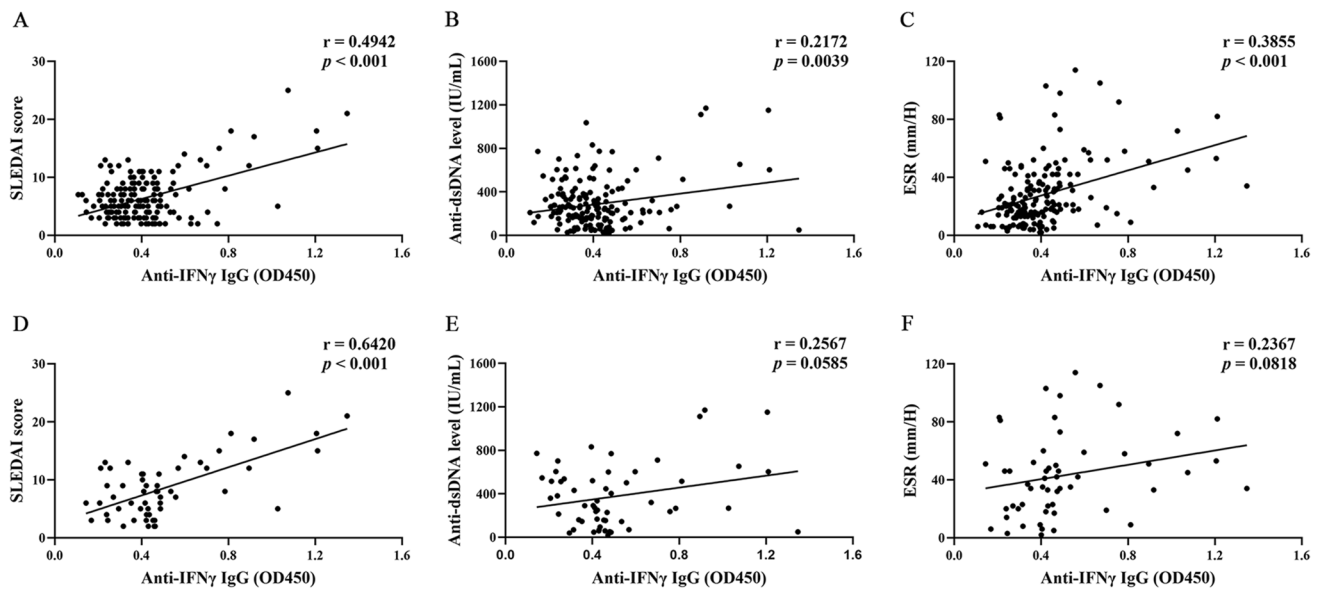 A
r = 0.4942
p < 0.001
SLEDAI score
30
20
10
0
0.0 0.4 0.8 1.2 1.6
Anti-IFNγ IgG (OD450)
B
r = 0.2172
p = 0.0039
Anti-dsDNA level (IU/mL)
1600
1200
800
400
0
0.0 0.4 0.8 1.2 1.6
Anti-IFNγ IgG (OD450)
C
r = 0.3855
p < 0.001
ESR (mm/H)
120
80
40
0
0.0 0.4 0.8 1.2 1.6
Anti-IFNγ IgG (OD450)
D
r = 0.6420
p < 0.001
SLEDAI score
30
20
10
0
0.0 0.4 0.8 1.2 1.6
Anti-IFNγ IgG (OD450)
E
r = 0.2567
p = 0.0585
Anti-dsDNA level (IU/mL)
1600
1200
800
400
0
0.0 0.4 0.8 1.2 1.6
Anti-IFNγ IgG (OD450)
F
r = 0.2367
p = 0.0818
ESR (mm/H)
120
80
40
0
0.0 0.4 0.8 1.2 1.6
Anti-IFNγ IgG (OD450)